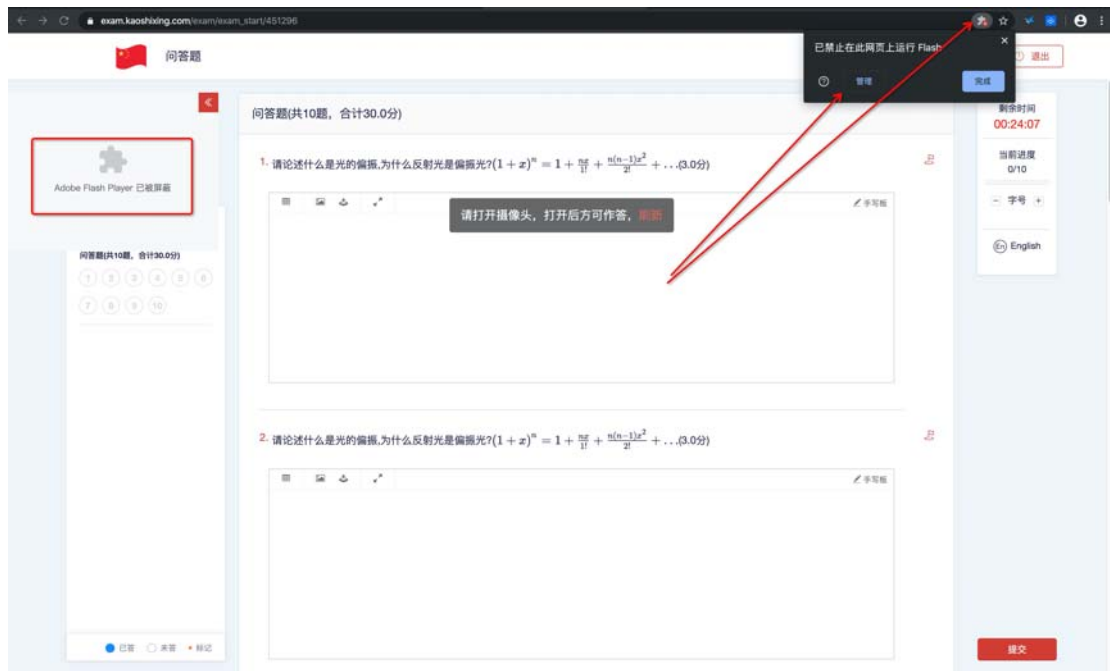 exam.kaoshixing.com/exam/exam_start/451296
问答题
已禁止在此网页上运行 Flash
管理
完成
退出
Adobe Flash Player 已被屏蔽
问答题(共10题，合计30.0分)
1 2 3 4 5 6
7 8 9 10
已答 未答 标记
问答题(共10题，合计30.0分)
1. 请论述什么是光的偏振,为什么反射光是偏振光?(1 + x)^n = 1 + nx/1! + n(n−1)x^2/2! + ...(3.0分)
手写板
请打开摄像头，打开后方可作答，刷新
2. 请论述什么是光的偏振,为什么反射光是偏振光?(1 + x)^n = 1 + nx/1! + n(n−1)x^2/2! + ...(3.0分)
手写板
剩余时间
00:24:07
当前进度
0/10
- 字号 +
En English
提交